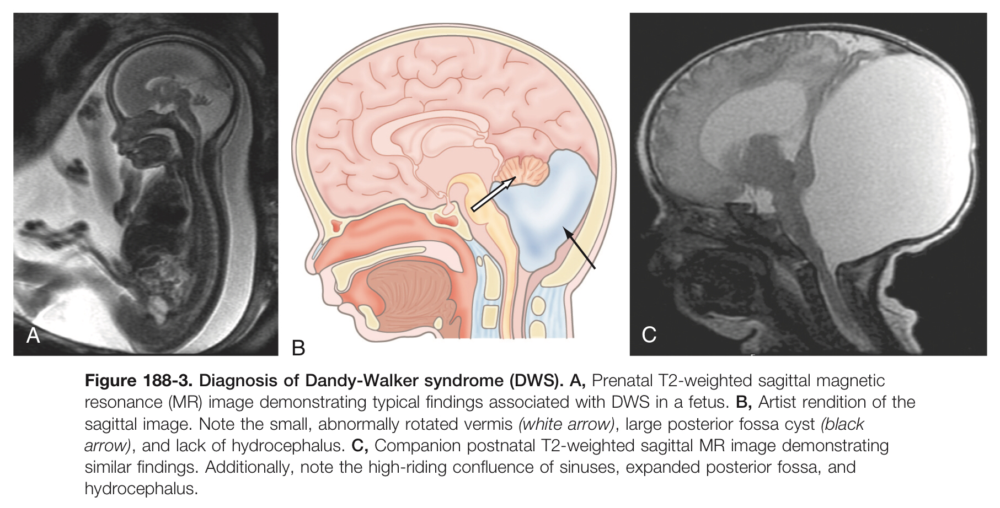 A
B
C
Figure 188-3. Diagnosis of Dandy-Walker syndrome (DWS). A, Prenatal T2-weighted sagittal magnetic
resonance (MR) image demonstrating typical findings associated with DWS in a fetus. B, Artist rendition of the
sagittal image. Note the small, abnormally rotated vermis (white arrow), large posterior fossa cyst (black
arrow), and lack of hydrocephalus. C, Companion postnatal T2-weighted sagittal MR image demonstrating
similar findings. Additionally, note the high-riding confluence of sinuses, expanded posterior fossa, and
hydrocephalus.